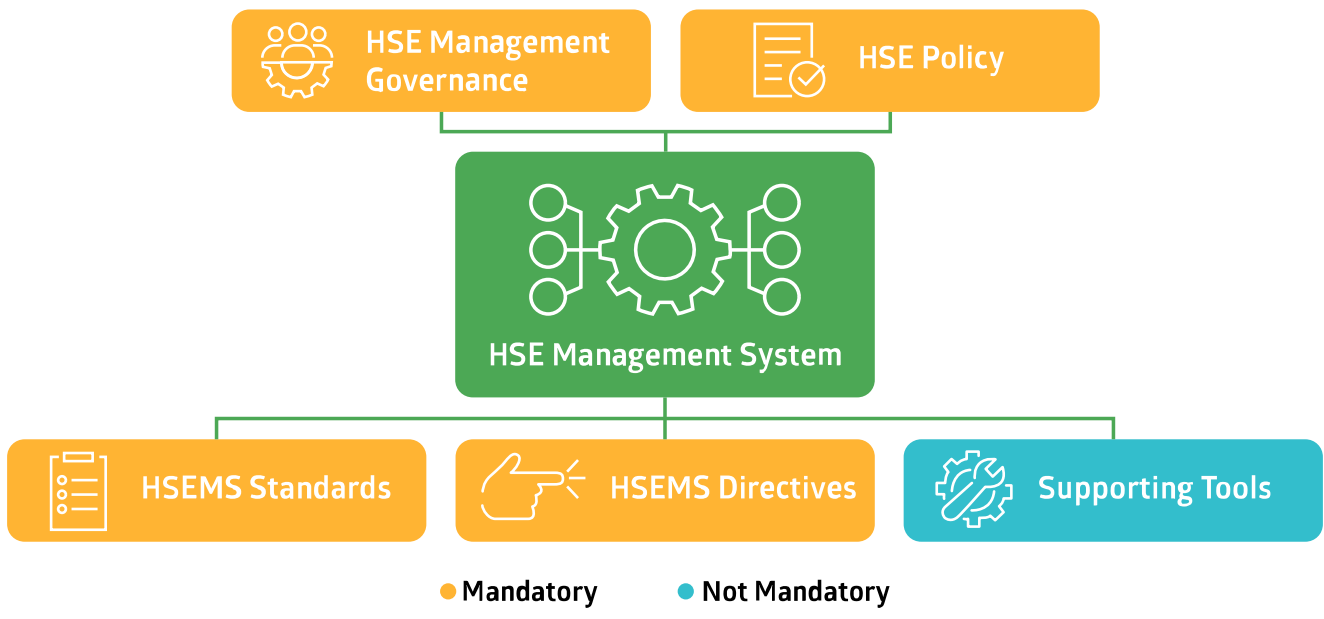 HSE Management
Governance
HSE Policy
HSE Management System
HSEMS Standards
HSEMS Directives
Supporting Tools
Mandatory
Not Mandatory